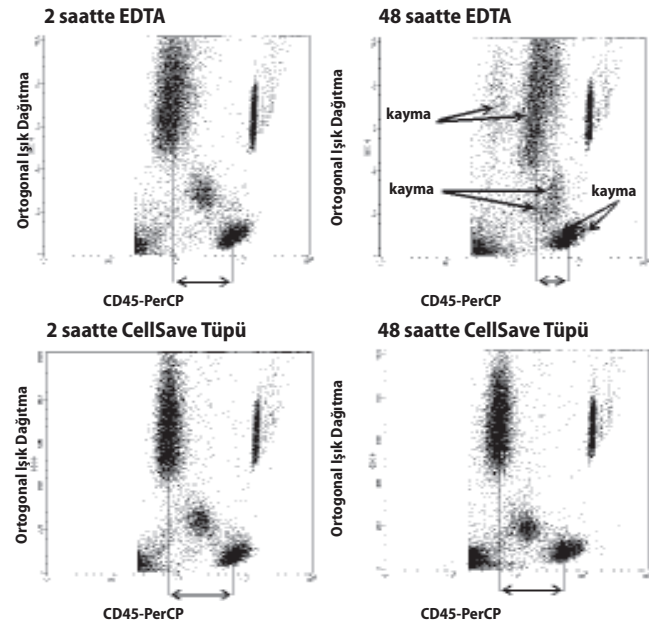 2 saatte EDTA
Ortogonal Işık Dağıtma
CD45-PerCP
48 saatte EDTA
Ortogonal Işık Dağıtma
kayma
kayma
kayma
CD45-PerCP
2 saatte CellSave Tüpü
Ortogonal Işık Dağıtma
CD45-PerCP
48 saatte CellSave Tüpü
Ortogonal Işık Dağıtma
CD45-PerCP